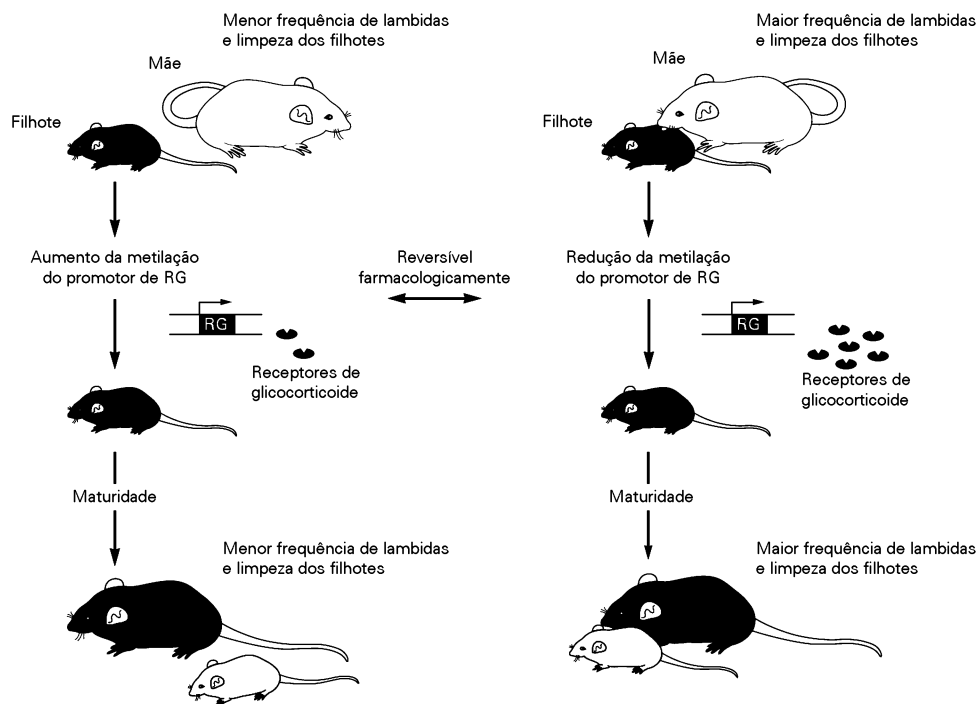 Menor frequência de lambidas
e limpeza dos filhotes
Mãe
Filhote
Aumento da metilação
do promotor de RG
RG
Receptores de
glicocorticoide
Maturidade
Menor frequência de lambidas
e limpeza dos filhotes
Reversível
farmacologicamente
Maior frequência de lambidas
e limpeza dos filhotes
Mãe
Filhote
Redução da metilação
do promotor de RG
RG
Receptores de
glicocorticoide
Maturidade
Maior frequência de lambidas
e limpeza dos filhotes